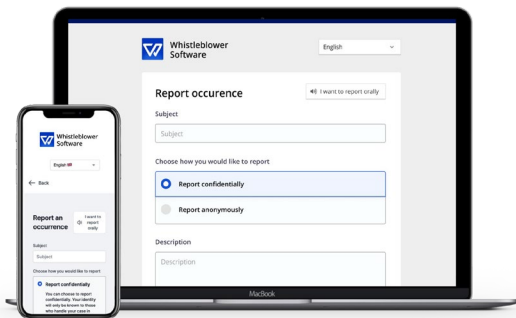 Whistleblower
Software
English
Report occurence
I want to report orally
Subject
Subject
Choose how you would like to report
Report confidentially
Report anonymously
Description
Description
MacBook
Whistleblower
Software
English
Back
Report an
occurrence
I want to
report
orally
Subject
Subject
Choose how you would like to report
Report confidentially
You can choose to report
confidentially. Your identity
will only be known to those
who handle your case in